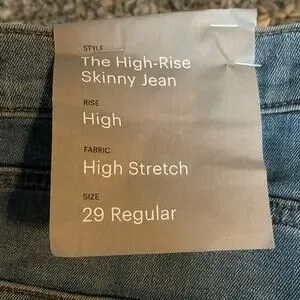 STYLE
The High-Rise
Skinny Jean
RISE
High
FABRIC
High Stretch
SIZE
29 Regular